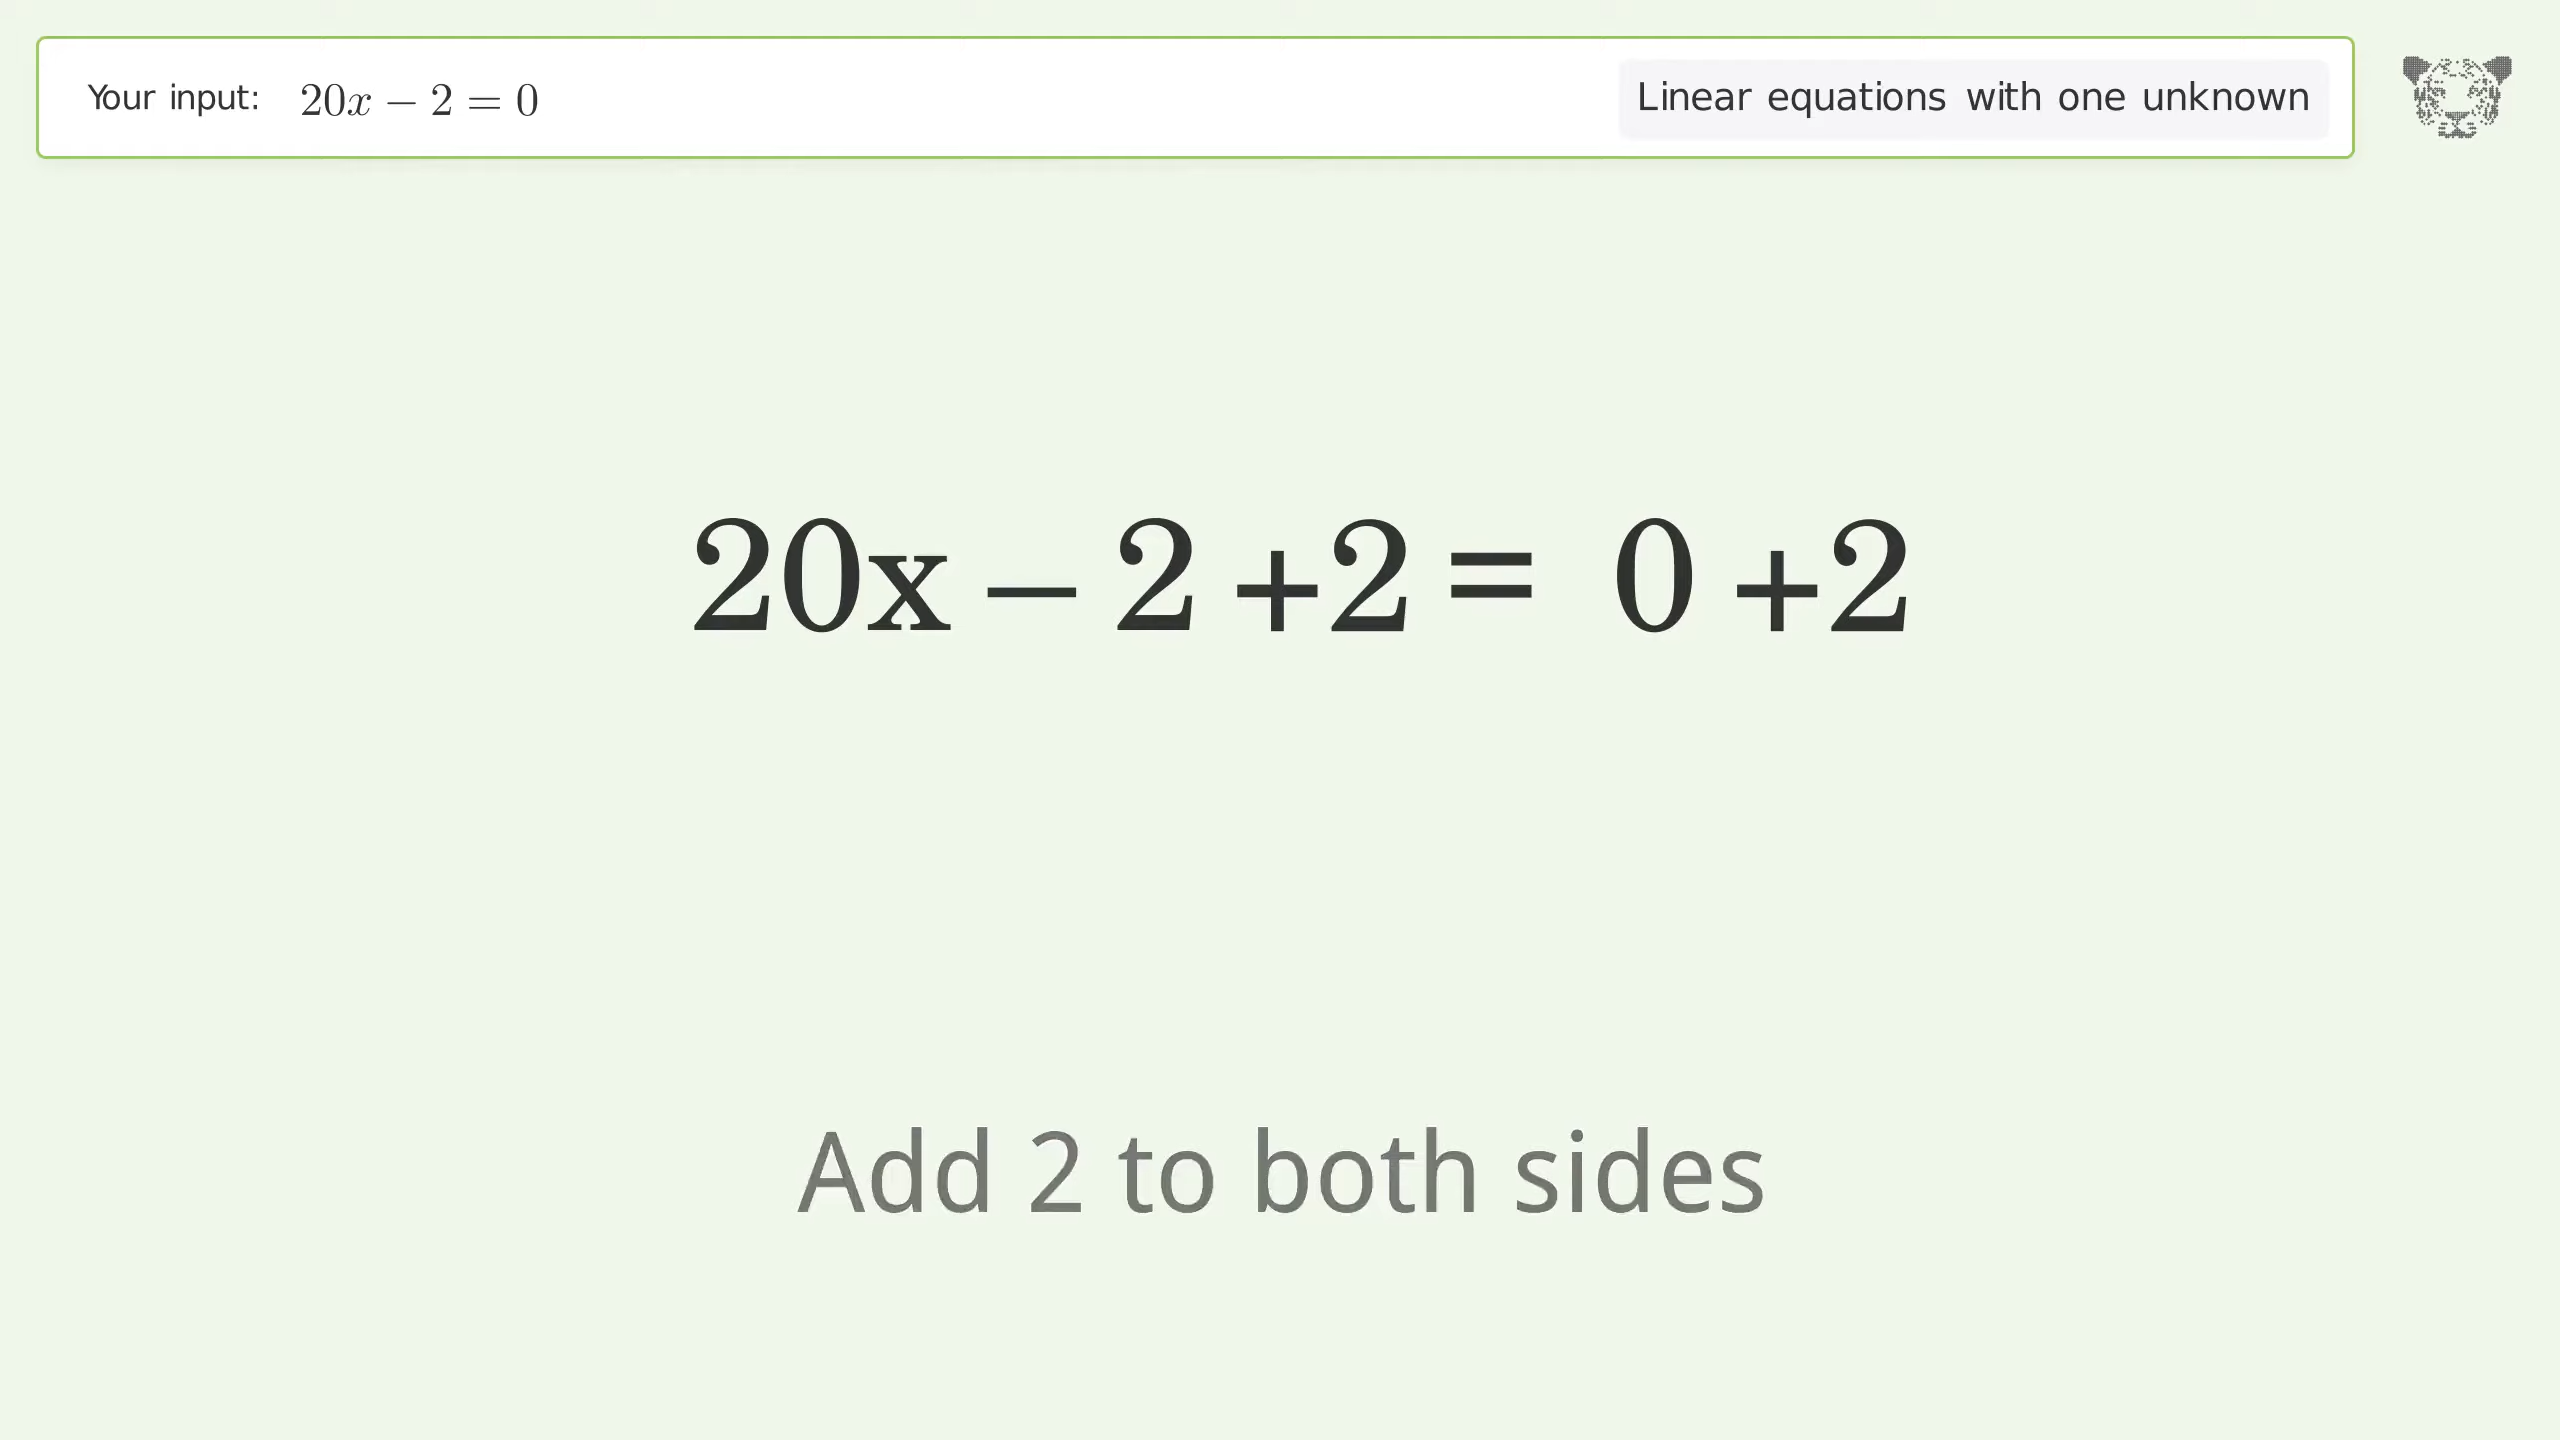 Your input: 20x − 2 = 0 Linear equations with one unknown
20x − 2 +2 = 0 +2
Add 2 to both sides